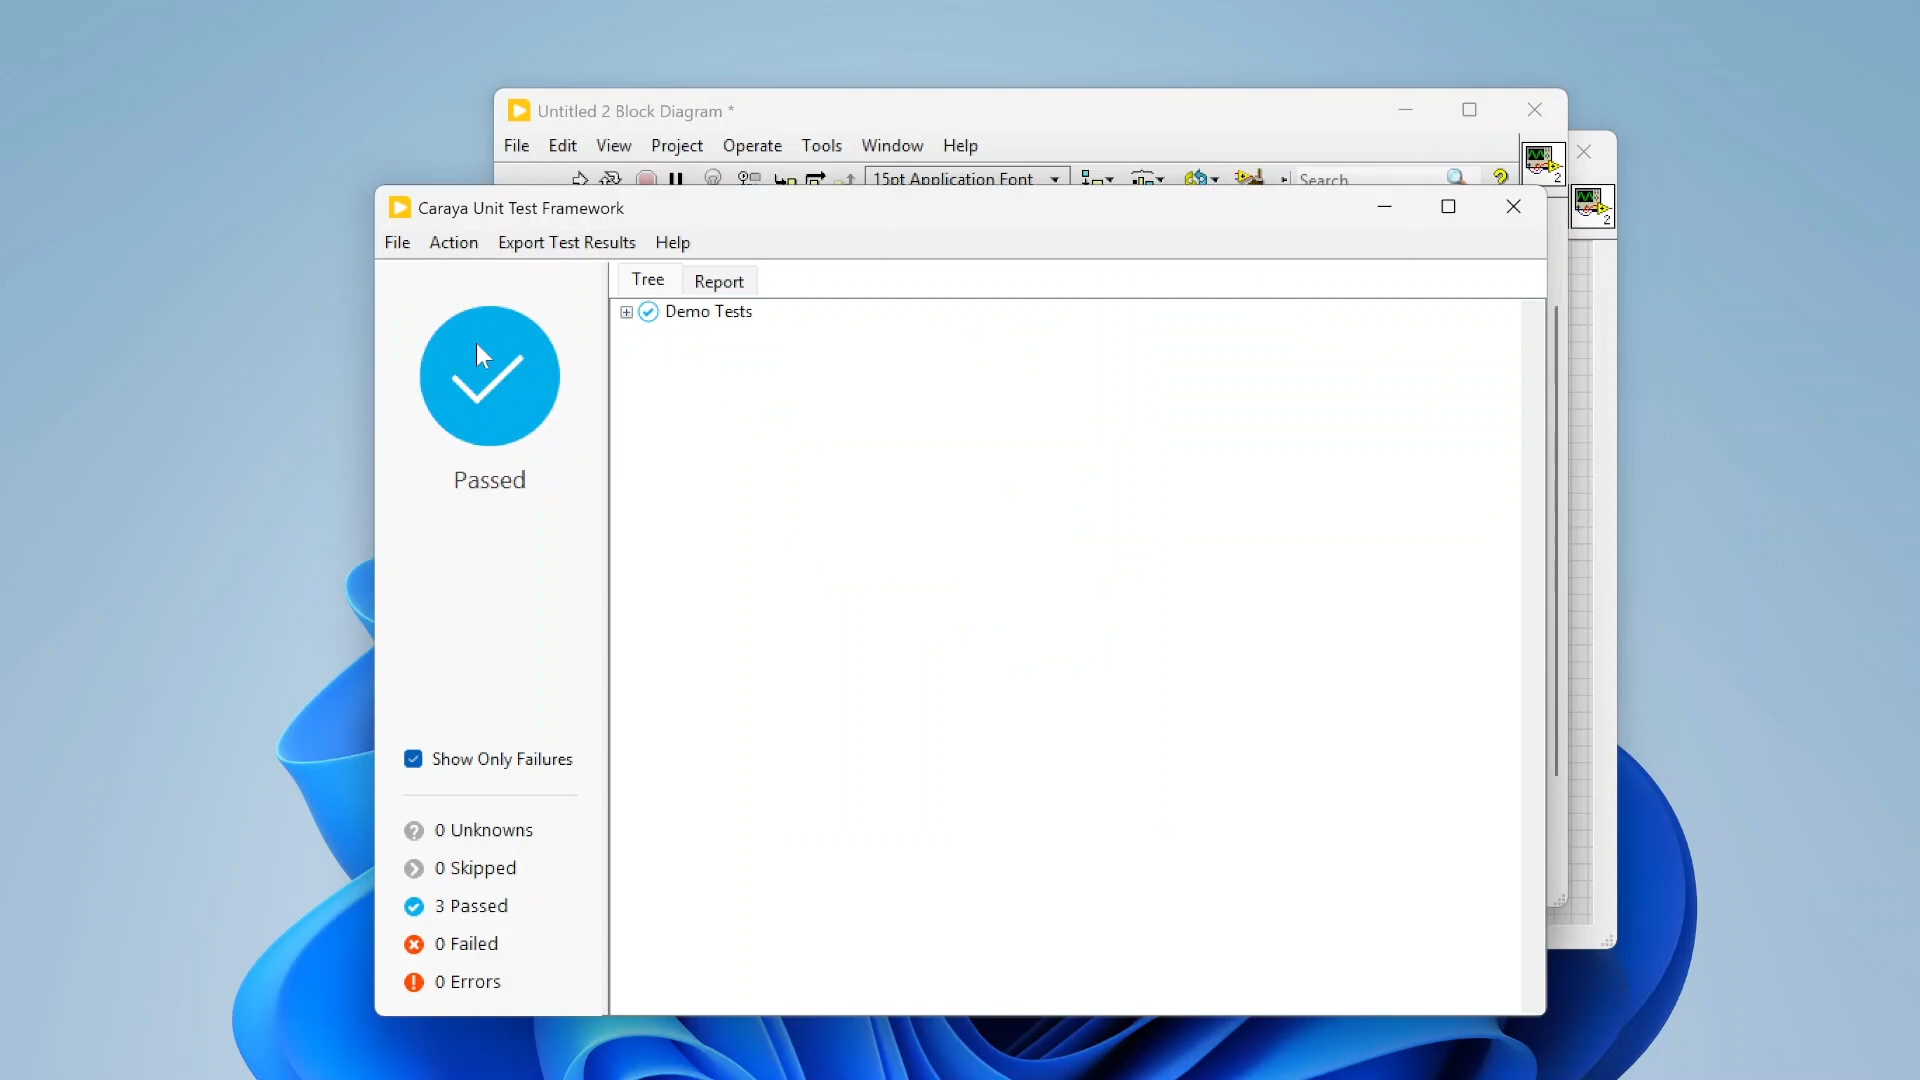 Untitled 2 Block Diagram *
File Edit View Project Operate Tools Window Help
15pt Application Font
Search
?
2
2
Caraya Unit Test Framework
File Action Export Test Results Help
Tree Report
Demo Tests
Passed
Show Only Failures
0 Unknowns
0 Skipped
3 Passed
0 Failed
0 Errors